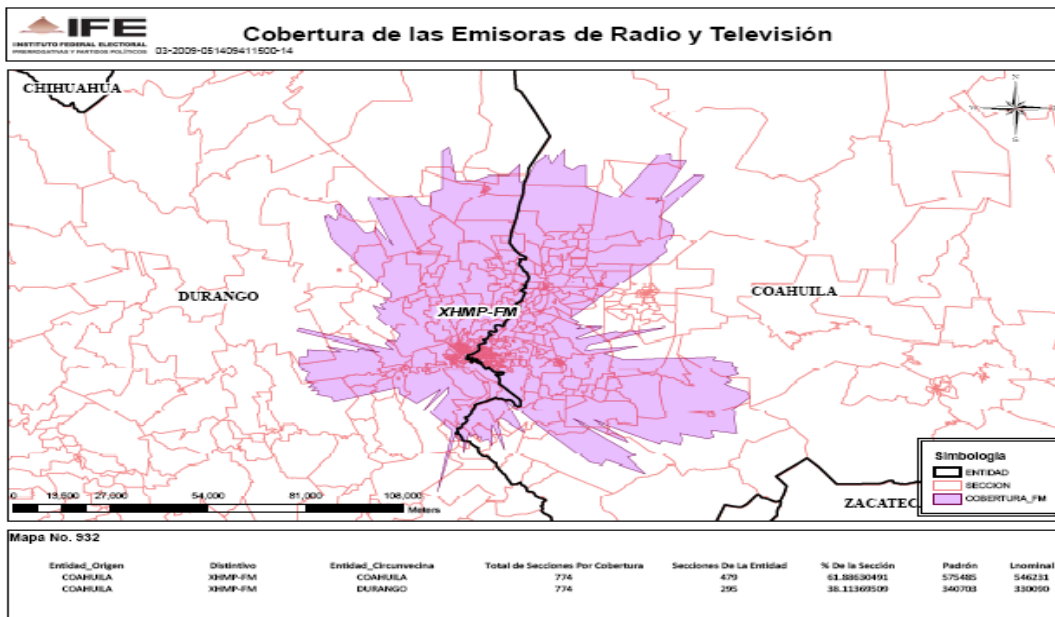 IFE
INSTITUTO FEDERAL ELECTORAL
PRERROGATIVAS Y PARTIDOS POLÍTICOS
03-2009-051409411500-14
Cobertura de las Emisoras de Radio y Televisión
CHIHUAHUA
N
DURANGO
COAHUILA
XHMP-FM
ZACATEC
Simbología
ENTIDAD
SECCION
COBERTURA_FM
0 13,500 27,000 54,000 81,000 108,000
Meters
Mapa No. 932
Entidad_Origen Distintivo Entidad_Circunvecina Total de Secciones Por Cobertura Secciones De La Entidad % De la Sección Padrón Lnominal
COAHUILA XHMP-FM COAHUILA 774 479 61.88630491 575485 546231
COAHUILA XHMP-FM DURANGO 774 295 38.11369509 340703 330090